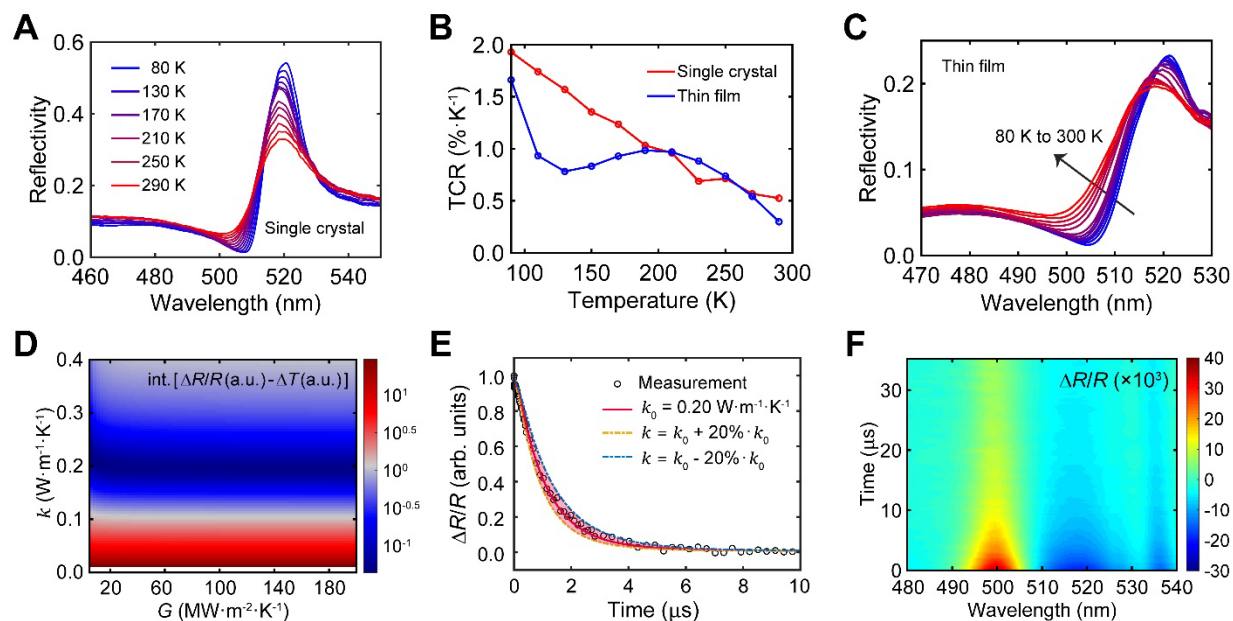 A
0.6
0.4
0.2
0.0
Reflectivity
80 K
130 K
170 K
210 K
250 K
290 K
Single crystal
460
480
500
520
540
Wavelength (nm)
B
2.0
1.5
1.0
0.5
0.0
TCR (%·K⁻¹)
Single crystal
Thin film
100
150
200
250
300
Temperature (K)
C
0.2
0.1
0.0
Reflectivity
Thin film
80 K to 300 K
470
480
490
500
510
520
530
Wavelength (nm)
D
0.4
0.3
0.2
0.1
0.0
k (W·m⁻¹·K⁻¹)
int.[ΔR/R(a.u.)-ΔT(a.u.)]
20
60
100
140
180
G (MW·m⁻²·K⁻¹)
10¹
10⁰·⁵
10⁰
10⁻⁰·⁵
10⁻¹
E
1.0
0.8
0.6
0.4
0.2
0.0
ΔR/R (arb. units)
Measurement
k₀ = 0.20 W·m⁻¹·K⁻¹
k = k₀ + 20%·k₀
k = k₀ - 20%·k₀
0
2
4
6
8
10
Time (μs)
F
30
20
10
0
Time (μs)
ΔR/R (×10³)
480
490
500
510
520
530
540
Wavelength (nm)
40
30
20
10
0
-10
-20
-30